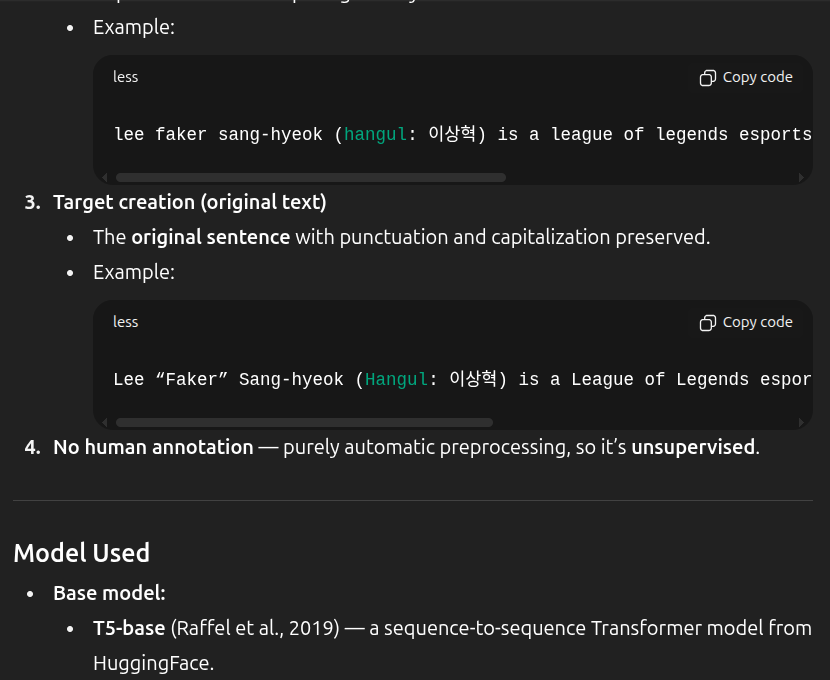 Example:
less
Copy code
lee faker sang-hyeok (hangul: 이상혁) is a league of legends esports
3. Target creation (original text)
The original sentence with punctuation and capitalization preserved.
Example:
less
Copy code
Lee “Faker” Sang-hyeok (Hangul: 이상혁) is a League of Legends espor
4. No human annotation — purely automatic preprocessing, so it’s unsupervised.
Model Used
Base model:
T5-base (Raffel et al., 2019) — a sequence-to-sequence Transformer model from
HuggingFace.